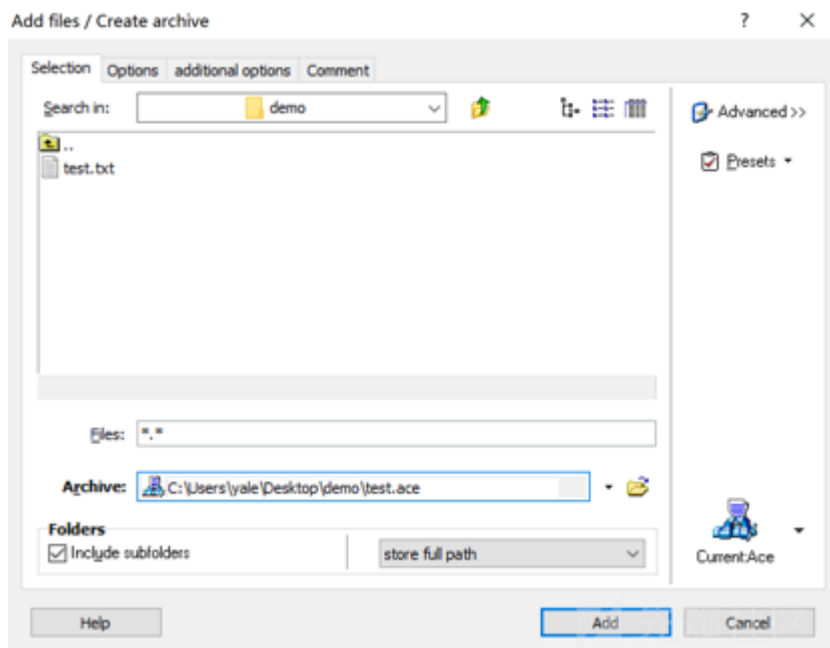 Add files / Create archive ?
Selection Options additional options Comment
Search in: demo
Advanced >>
..
test.txt
Presets
Files: *.*
Archive: C:\Users\yale\Desktop\demo\test.ace
Folders
Include subfolders store full path
Current:Ace
Help Add Cancel